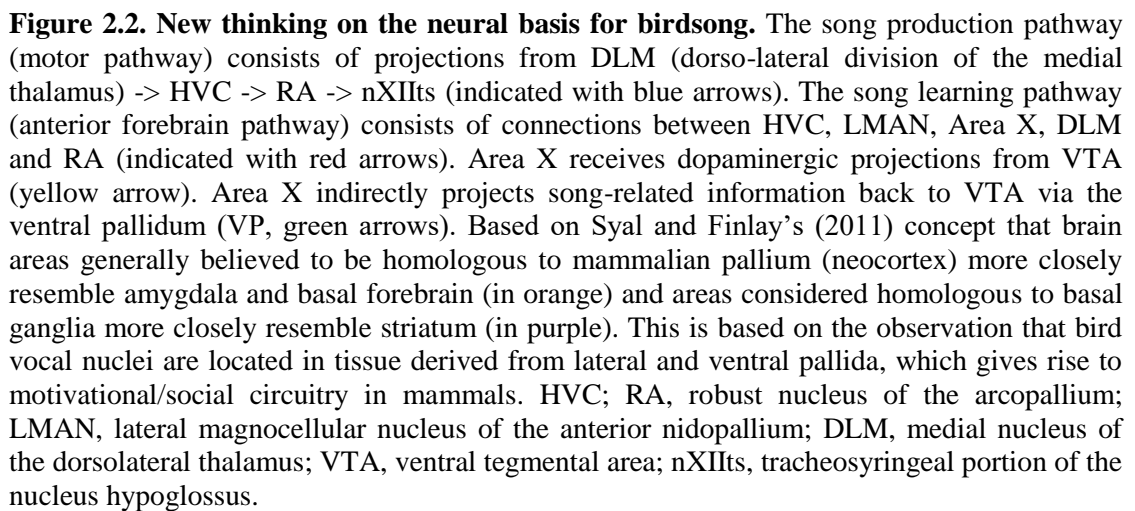 Figure 2.2. New thinking on the neural basis for birdsong. The song production pathway
(motor pathway) consists of projections from DLM (dorso-lateral division of the medial
thalamus) -> HVC -> RA -> nXIIts (indicated with blue arrows). The song learning pathway
(anterior forebrain pathway) consists of connections between HVC, LMAN, Area X, DLM
and RA (indicated with red arrows). Area X receives dopaminergic projections from VTA
(yellow arrow). Area X indirectly projects song-related information back to VTA via the
ventral pallidum (VP, green arrows). Based on Syal and Finlay’s (2011) concept that brain
areas generally believed to be homologous to mammalian pallium (neocortex) more closely
resemble amygdala and basal forebrain (in orange) and areas considered homologous to basal
ganglia more closely resemble striatum (in purple). This is based on the observation that bird
vocal nuclei are located in tissue derived from lateral and ventral pallida, which gives rise to
motivational/social circuitry in mammals. HVC; RA, robust nucleus of the arcopallium;
LMAN, lateral magnocellular nucleus of the anterior nidopallium; DLM, medial nucleus of
the dorsolateral thalamus; VTA, ventral tegmental area; nXIIts, tracheosyringeal portion of the
nucleus hypoglossus.